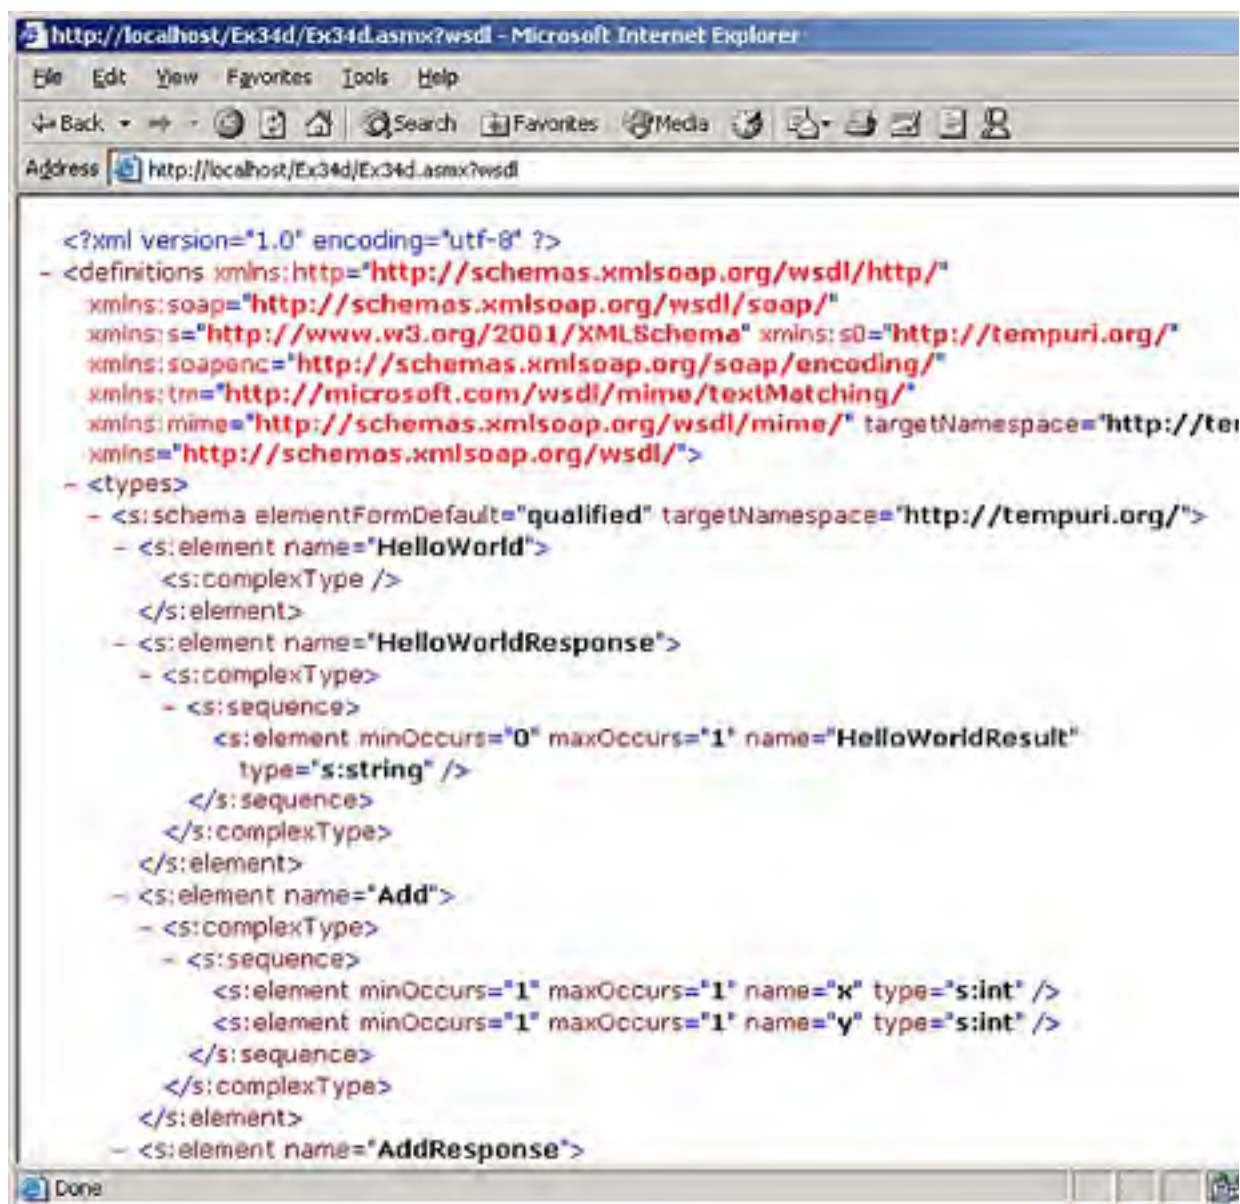 http://localhost/Ex34d/Ex34d.asmx?wsdl - Microsoft Internet Explorer
File Edit View Favorites Tools Help
Back Search Favorites Media
Address http://localhost/Ex34d/Ex34d.asmx?wsdl
<?xml version="1.0" encoding="utf-8" ?>
- <definitions xmlns:http="http://schemas.xmlsoap.org/wsdl/http/"
xmlns:soap="http://schemas.xmlsoap.org/wsdl/soap/"
xmlns:s="http://www.w3.org/2001/XMLSchema" xmlns:s0="http://tempuri.org/"
xmlns:soapenc="http://schemas.xmlsoap.org/soap/encoding/"
xmlns:tm="http://microsoft.com/wsdl/mime/textMatching/"
xmlns:mime="http://schemas.xmlsoap.org/wsdl/mime/" targetNamespace="http://ter
xmlns="http://schemas.xmlsoap.org/wsdl/">
- <types>
- <s:schema elementFormDefault="qualified" targetNamespace="http://tempuri.org/">
- <s:element name="HelloWorld">
<s:complexType />
</s:element>
- <s:element name="HelloWorldResponse">
- <s:complexType>
- <s:sequence>
<s:element minOccurs="0" maxOccurs="1" name="HelloWorldResult"
type="s:string" />
</s:sequence>
</s:complexType>
</s:element>
- <s:element name="Add">
- <s:complexType>
- <s:sequence>
<s:element minOccurs="1" maxOccurs="1" name="x" type="s:int" />
<s:element minOccurs="1" maxOccurs="1" name="y" type="s:int" />
</s:sequence>
</s:complexType>
</s:element>
- <s:element name="AddResponse">
Done